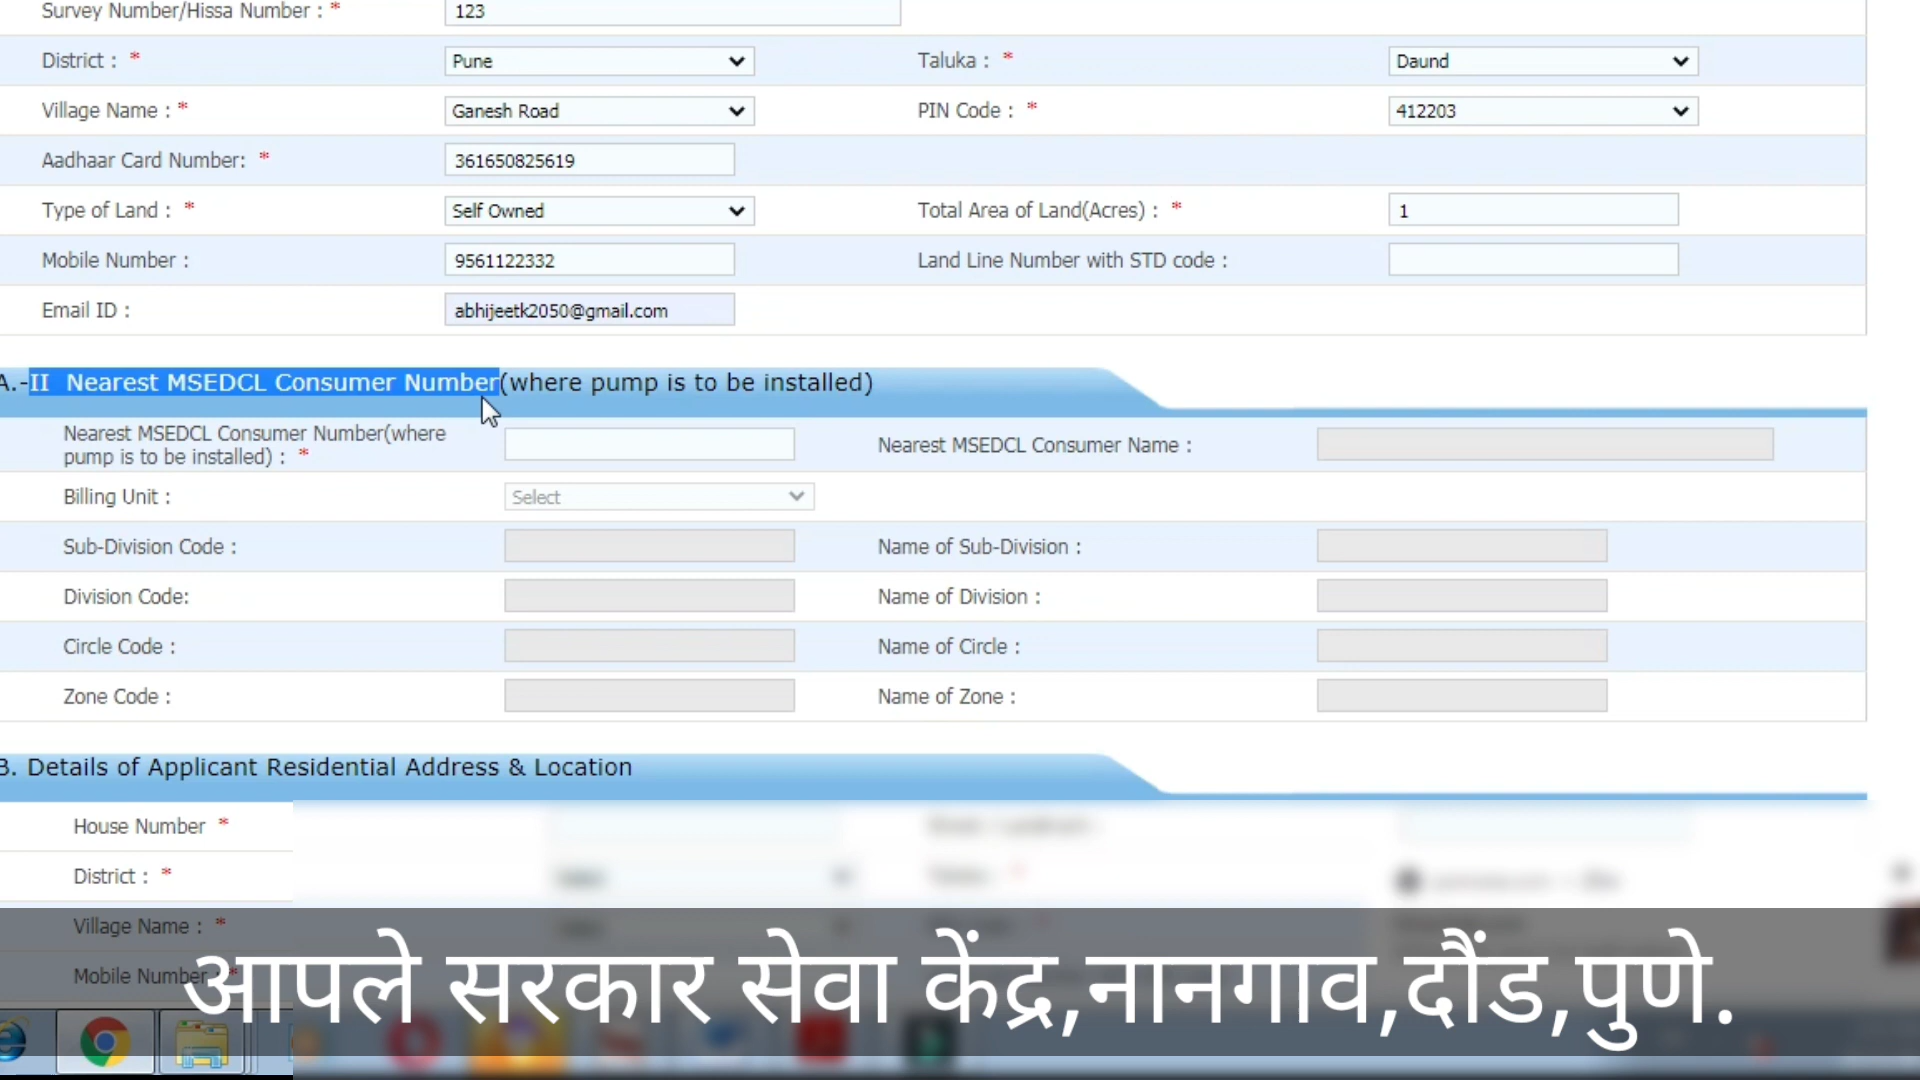 Survey Number/Hissa Number : * 123
District : * Pune Taluka : * Daund
Village Name : * Ganesh Road PIN Code : * 412203
Aadhaar Card Number: * 361650825619
Type of Land : * Self Owned Total Area of Land(Acres) : * 1
Mobile Number : 9561122332 Land Line Number with STD code :
Email ID : abhijeetk2050@gmail.com
A.-II Nearest MSEDCL Consumer Number(where pump is to be installed)
Nearest MSEDCL Consumer Number(where
pump is to be installed) : * Nearest MSEDCL Consumer Name :
Billing Unit : Select
Sub-Division Code : Name of Sub-Division :
Division Code: Name of Division :
Circle Code : Name of Circle :
Zone Code : Name of Zone :
B. Details of Applicant Residential Address & Location
House Number *
District : *
Village Name : *
Mobile Number *
आपले सरकार सेवा केंद्र,नानगाव,दौंड,पुणे.